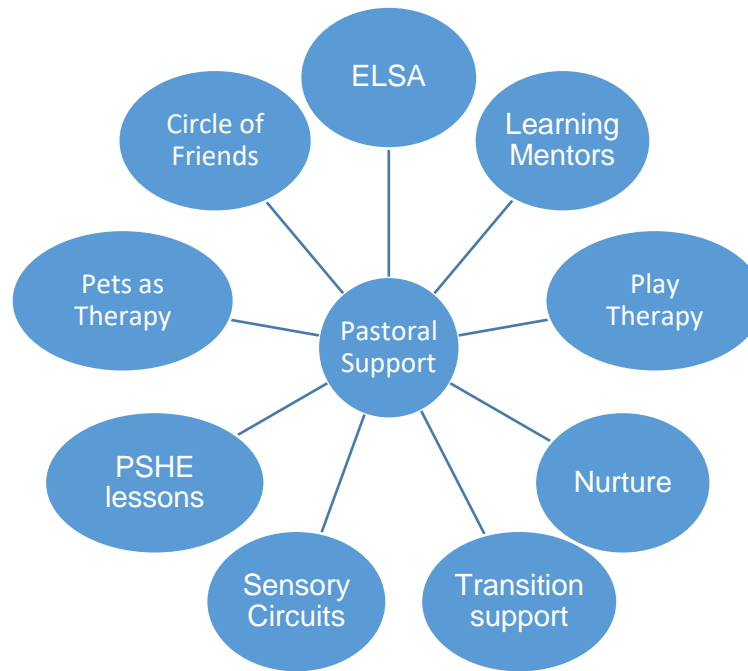 ELSA
Learning
Mentors
Play
Therapy
Nurture
Transition
support
Sensory
Circuits
PSHE
lessons
Pets as
Therapy
Circle of
Friends
Pastoral
Support